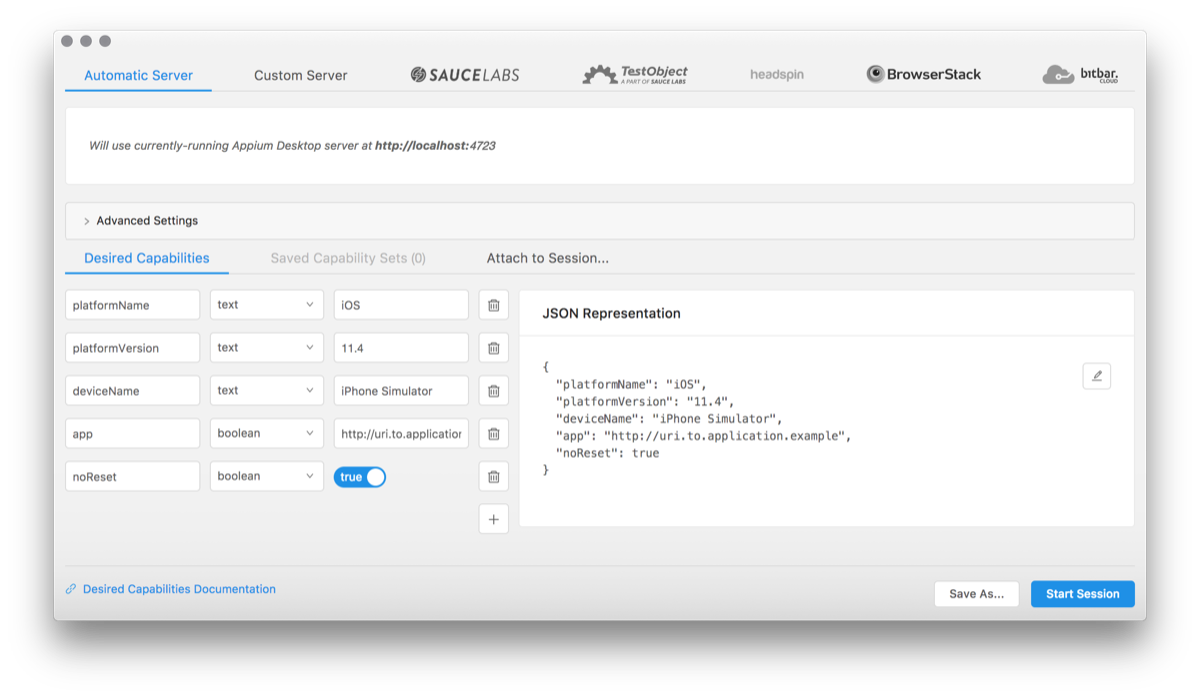 Automatic Server Custom Server SAUCELABS TestObject headspin BrowserStack bitbar.
A PART OF SAUCE LABS CLOUD
Will use currently-running Appium Desktop server at http://localhost:4723
Advanced Settings
Desired Capabilities Saved Capability Sets (0) Attach to Session...
platformName text iOS
platformVersion text 11.4
deviceName text iPhone Simulator
app boolean http://uri.to.application
noReset boolean true
JSON Representation
{
"platformName": "iOS",
"platformVersion": "11.4",
"deviceName": "iPhone Simulator",
"app": "http://uri.to.application.example",
"noReset": true
}
Desired Capabilities Documentation
Save As... Start Session